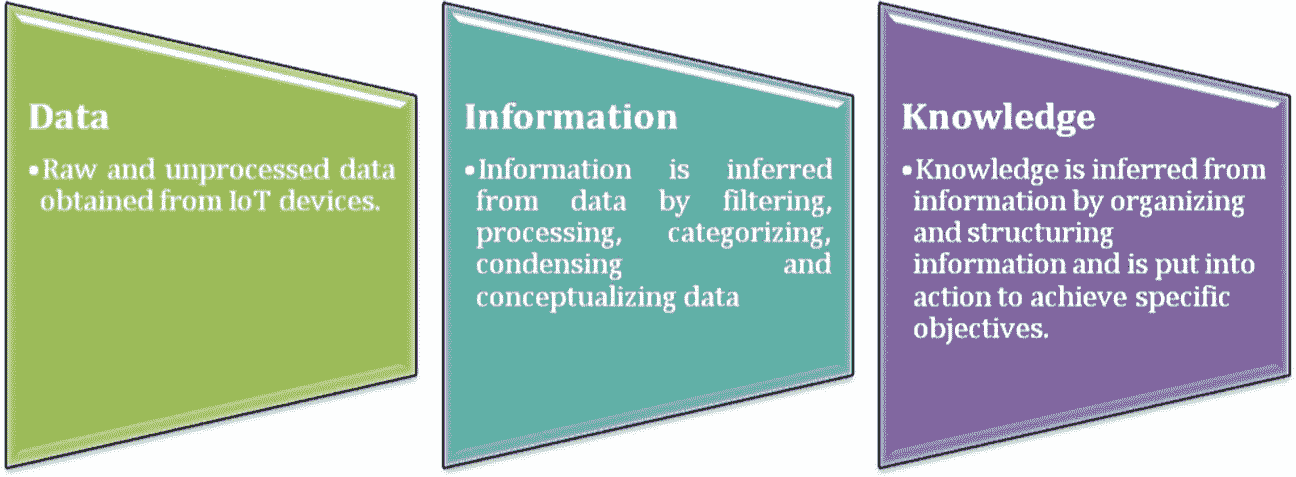 Data
•Raw and unprocessed data
obtained from IoT devices.
Information
•Information is inferred
from data by filtering,
processing, categorizing,
condensing and
conceptualizing data
Knowledge
•Knowledge is inferred from
information by organizing
and structuring
information and is put into
action to achieve specific
objectives.